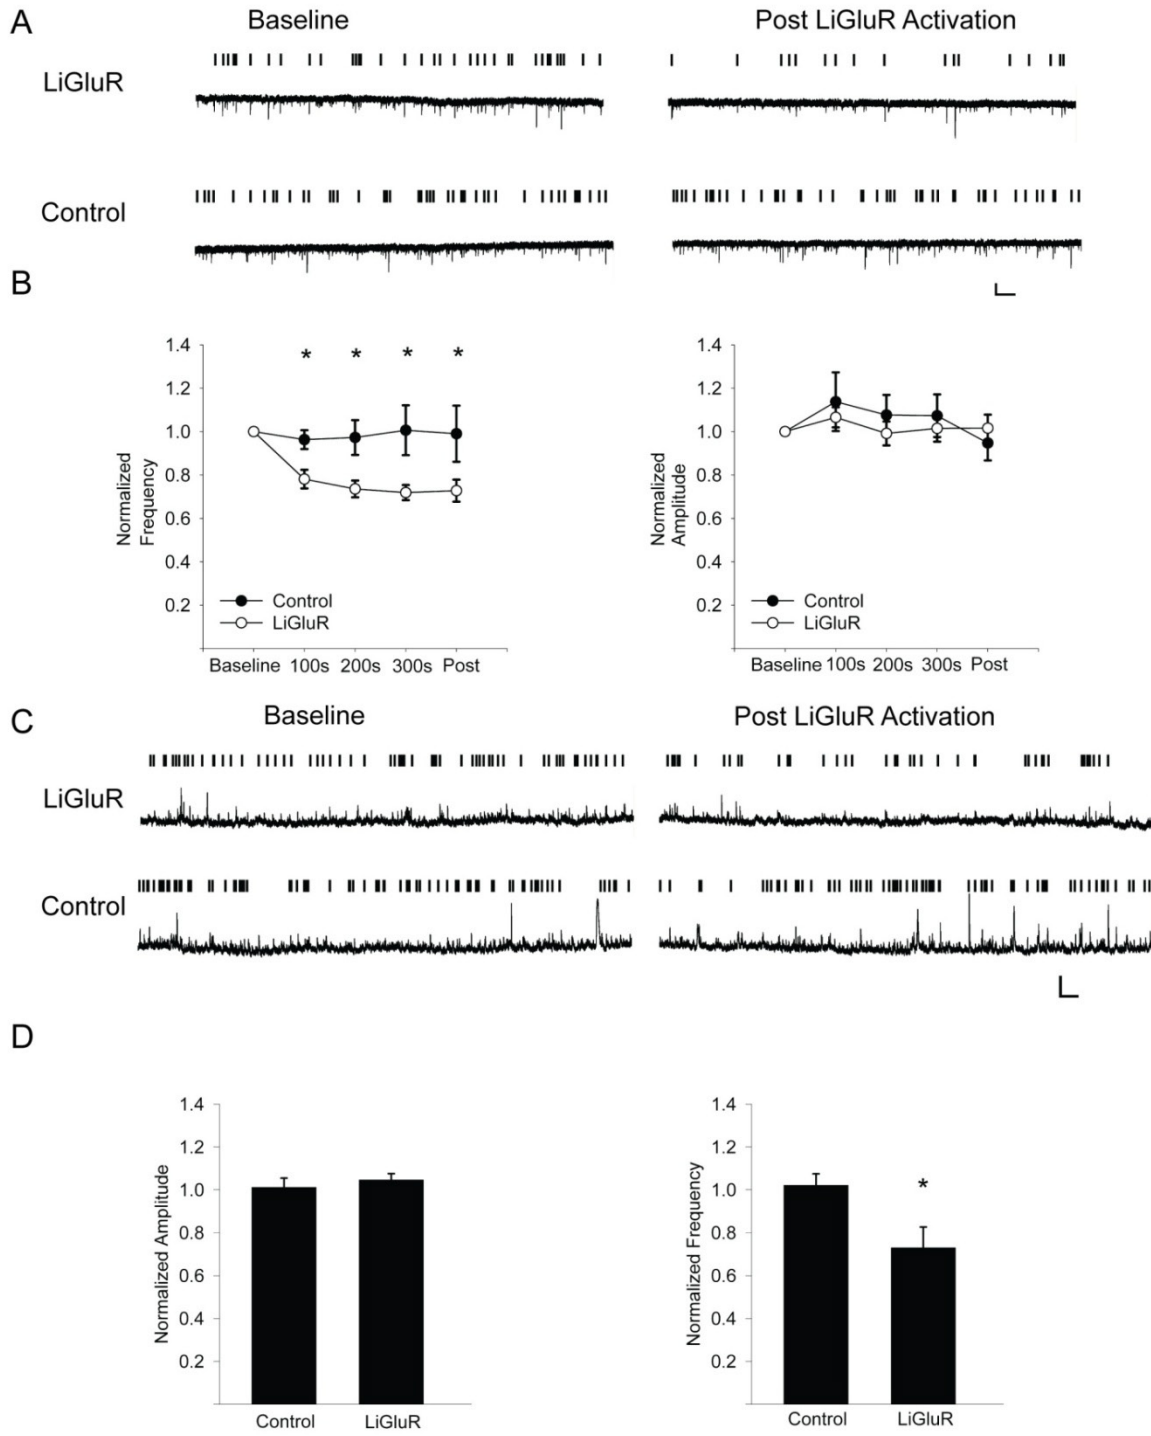 A
Baseline
Post LiGluR Activation
LiGluR
Control
B
1.4
1.2
1.0
0.8
0.6
0.4
0.2
Normalized
Frequency
* * * *
Control
LiGluR
Baseline 100s 200s 300s Post
1.4
1.2
1.0
0.8
0.6
0.4
0.2
Normalized
Amplitude
Control
LiGluR
Baseline 100s 200s 300s Post
C
Baseline
Post LiGluR Activation
LiGluR
Control
D
1.4
1.2
1.0
0.8
0.6
0.4
0.2
Normalized Amplitude
Control LiGluR
1.4
1.2
1.0
0.8
0.6
0.4
0.2
Normalized Frequency
*
Control LiGluR